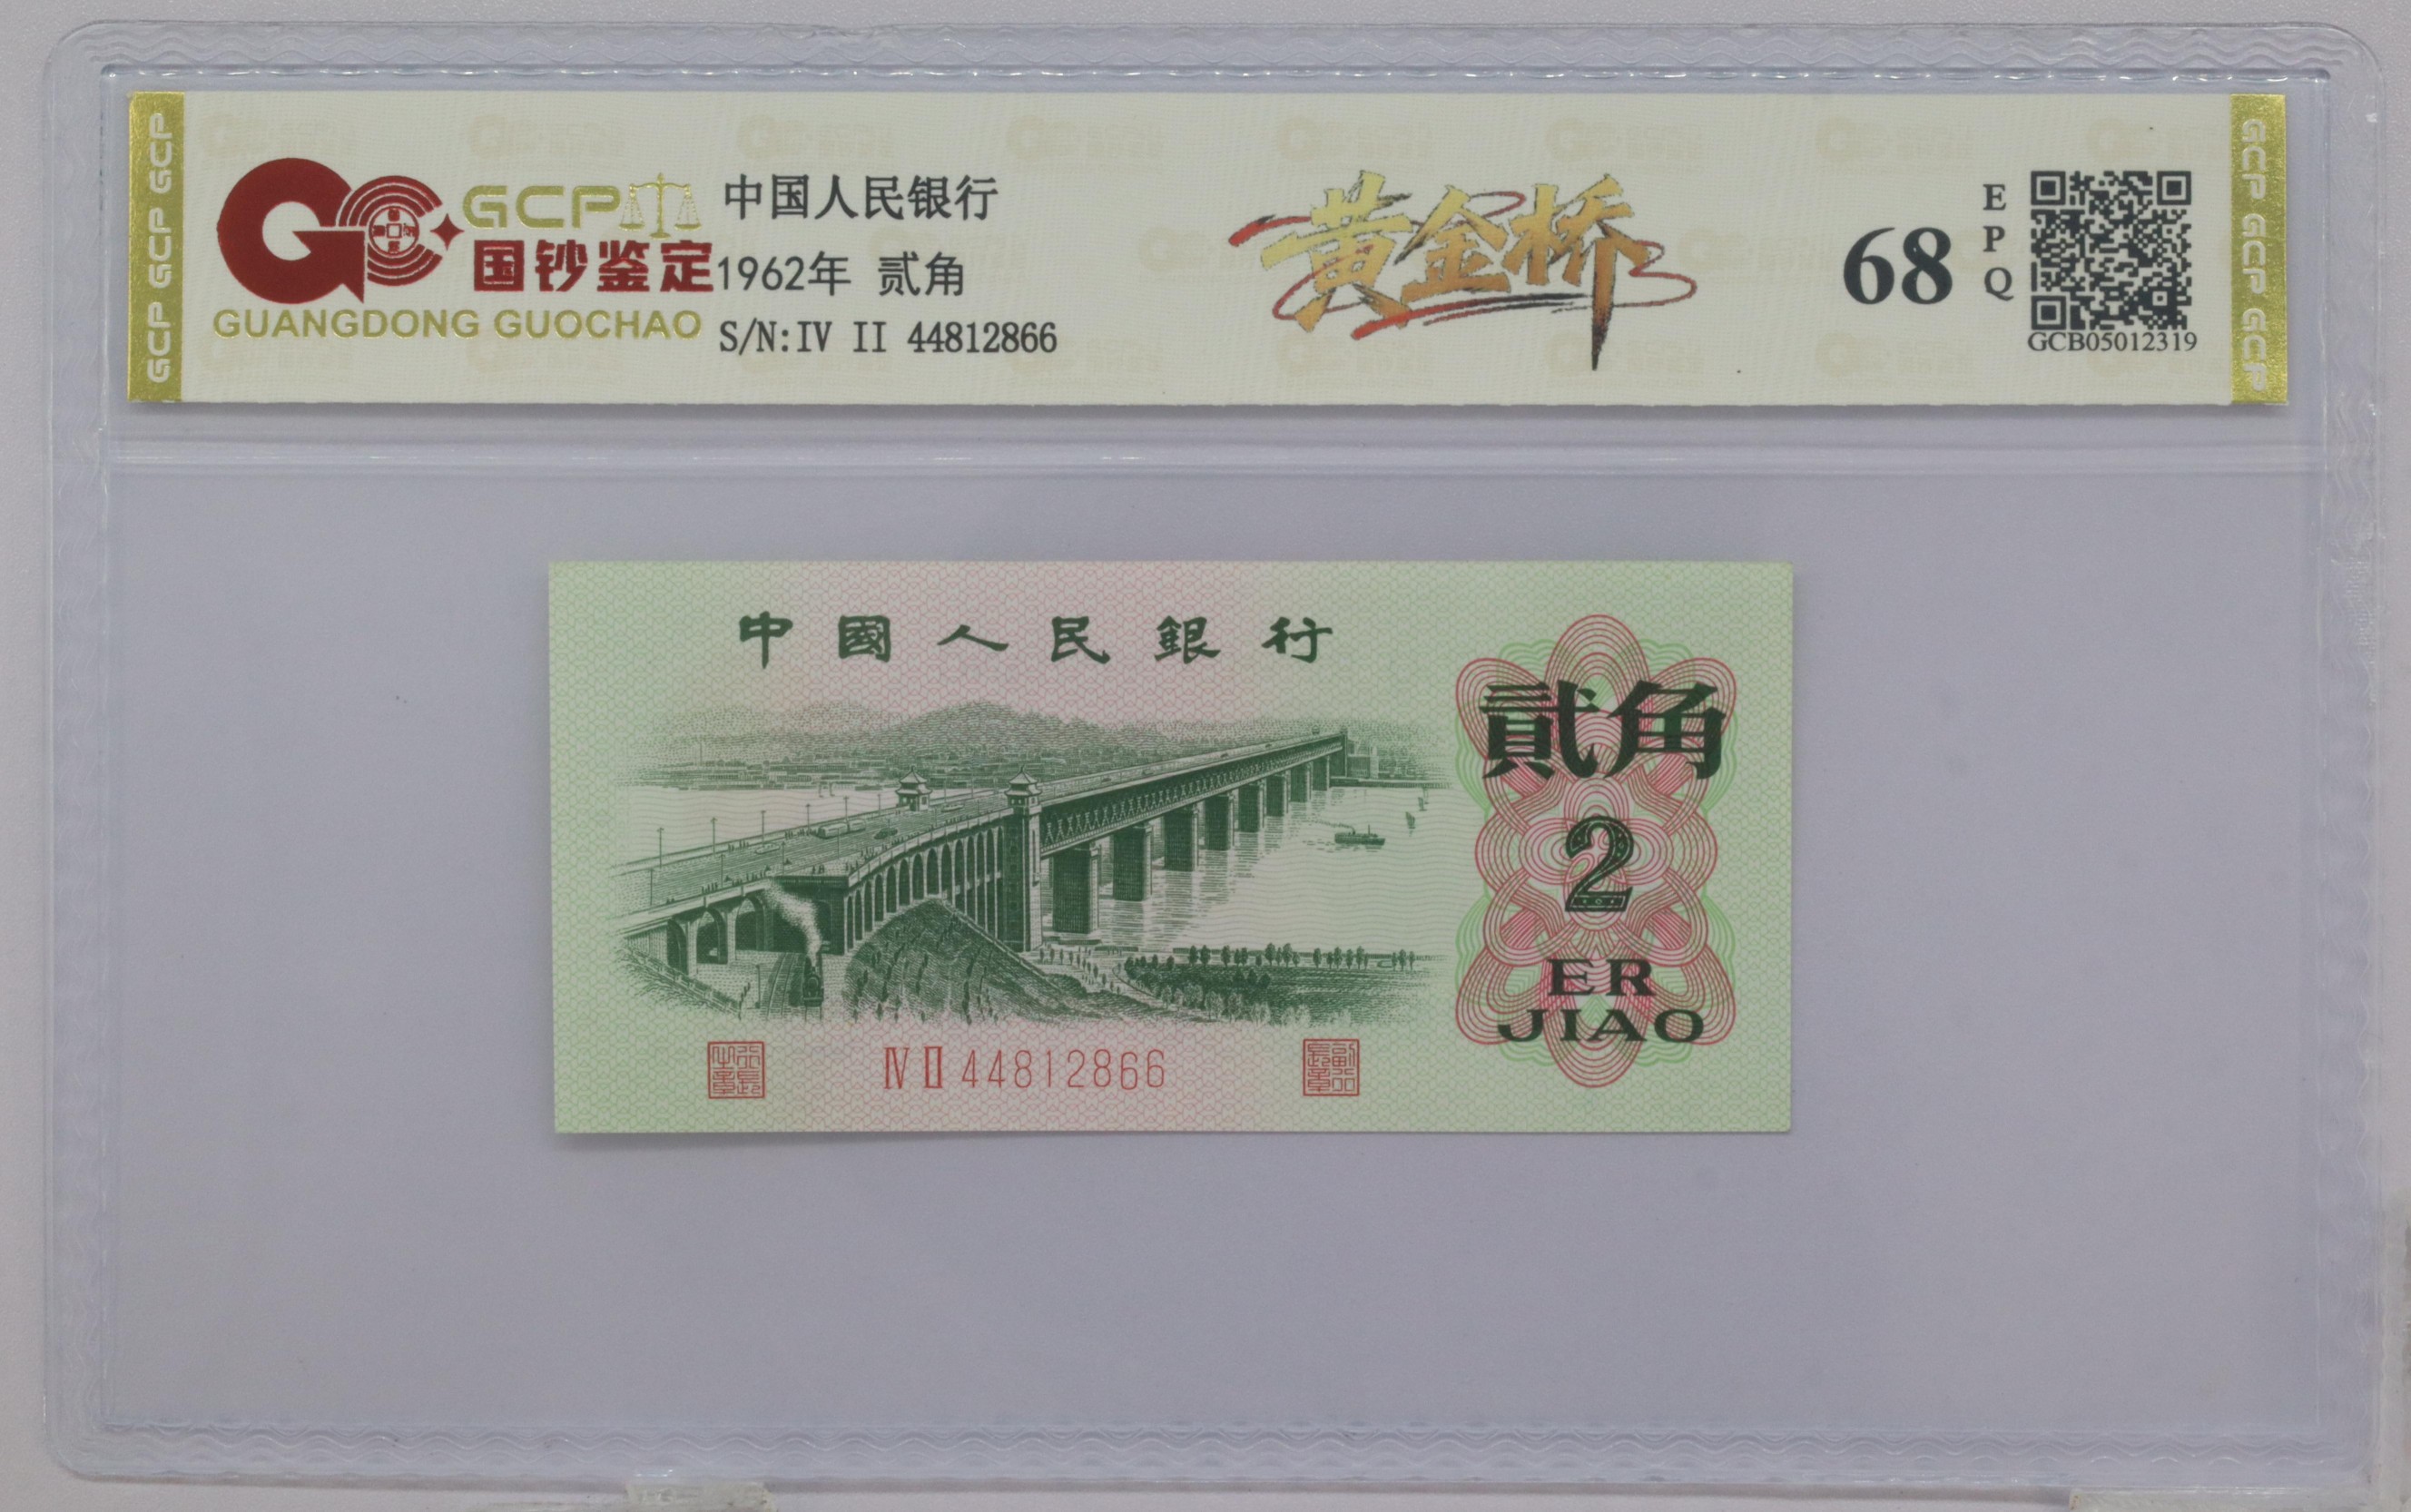 GCP GCP GCP
GCP
国钞鉴定
GUANGDONG GUOCHAO
中国人民银行
1962年 贰角
S/N:IV II 44812866
黄金桥
68
EPQ
GCB05012319
GCP GCP GCP
中國人民銀行
貳角
2
ER
JIAO
Ⅳ Ⅱ 44812866